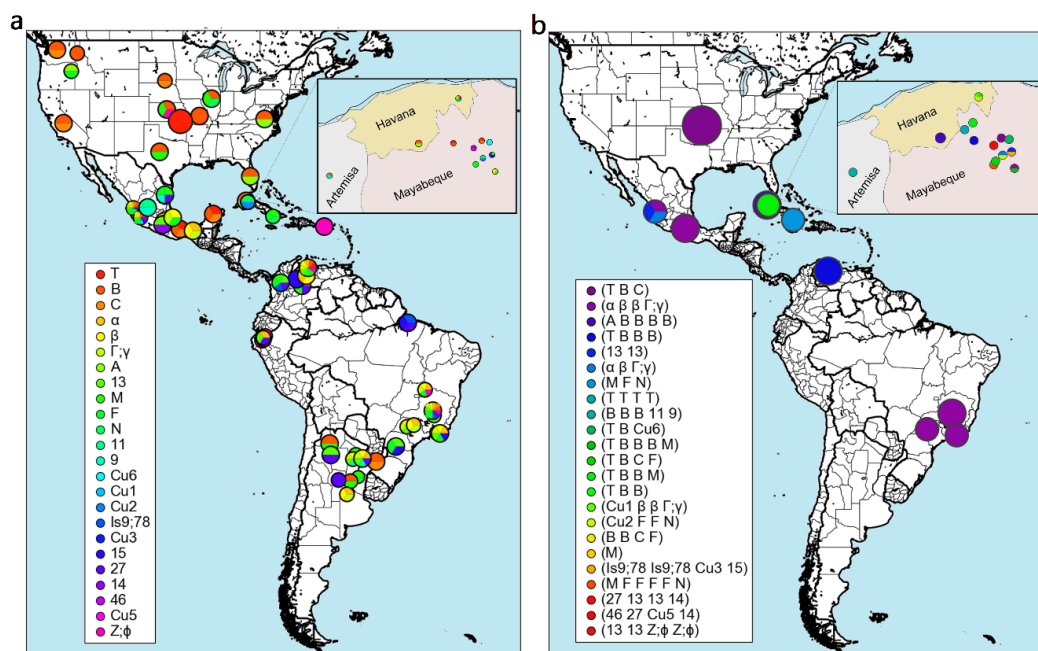 a
Havana
Artemisa
Mayabeque
T
B
C
α
β
Γ;γ
A
13
M
F
N
11
9
Cu6
Cu1
Cu2
Is9;78
Cu3
15
27
14
46
Cu5
Z;ϕ
b
Havana
Artemisa
Mayabeque
(T B C)
(α β β Γ;γ)
(A B B B B)
(T B B B)
(13 13)
(α β Γ;γ)
(M F N)
(T T T T)
(B B B 11 9)
(T B Cu6)
(T B B B M)
(T B C F)
(T B B M)
(T B B)
(Cu1 β β Γ;γ)
(Cu2 F F N)
(B B C F)
(M)
(Is9;78 Is9;78 Cu3 15)
(M F F F F N)
(27 13 13 14)
(46 27 Cu5 14)
(13 13 Z;ϕ Z;ϕ)